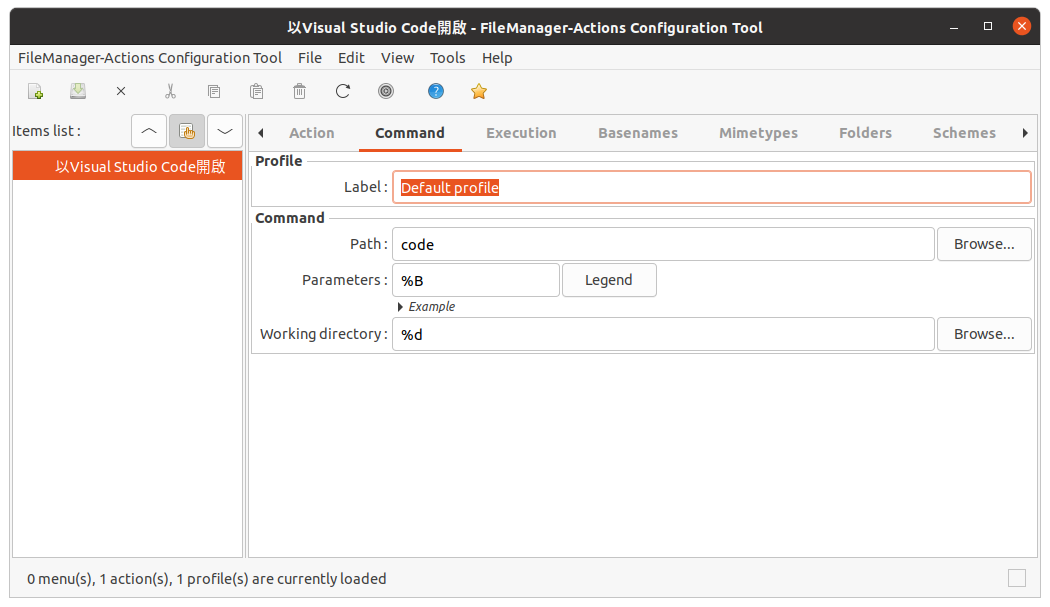 以Visual Studio Code開啟 - FileManager-Actions Configuration Tool
FileManager-Actions Configuration Tool File Edit View Tools Help
Items list :
Action Command Execution Basenames Mimetypes Folders Schemes
以Visual Studio Code開啟
Profile
Label : Default profile
Command
Path : code Browse...
Parameters : %B Legend
Example
Working directory : %d Browse...
0 menu(s), 1 action(s), 1 profile(s) are currently loaded